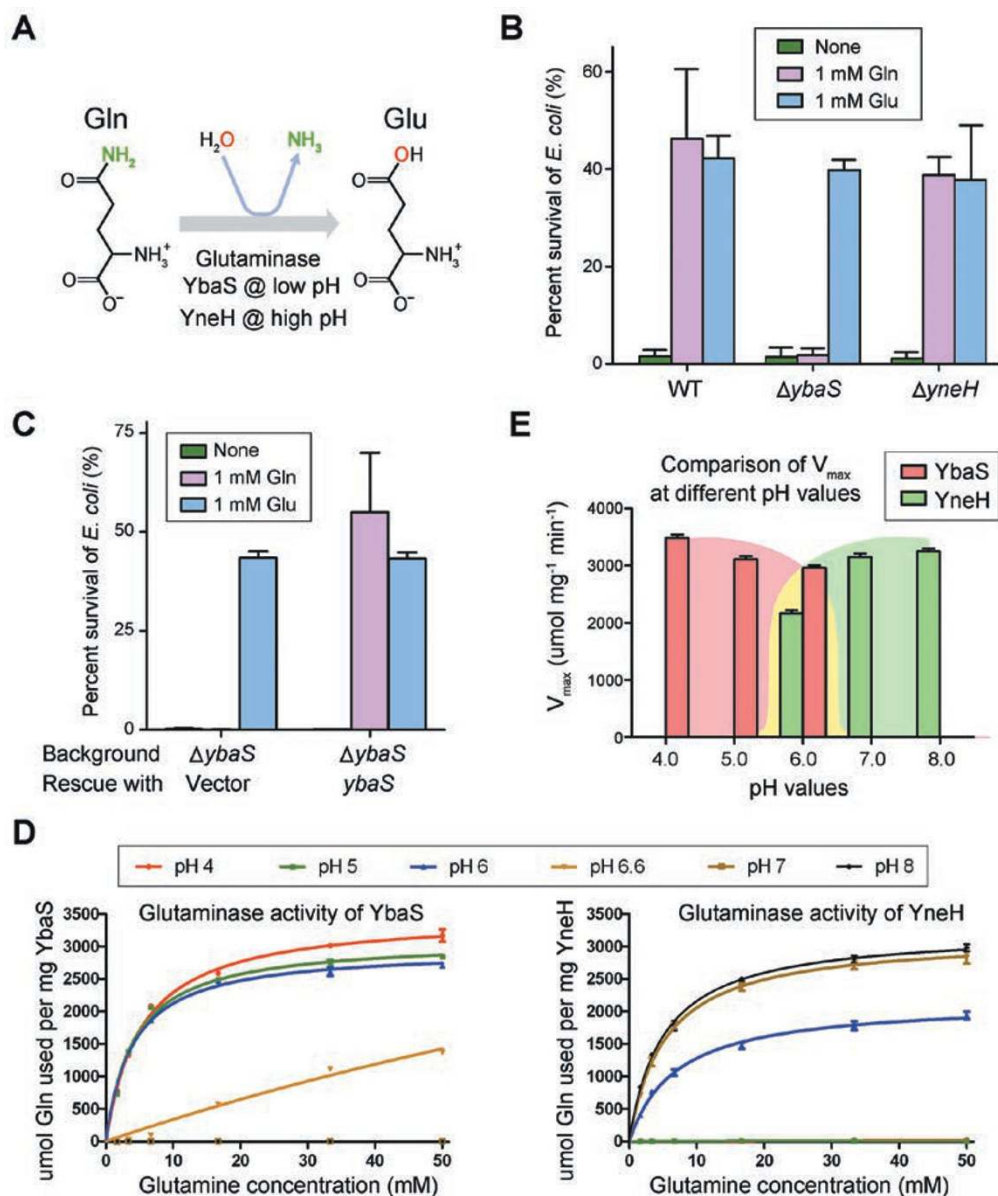 A
Gln
NH2
O
NH3+
O
O−
H2O
NH3
Glutaminase
YbaS @ low pH
YneH @ high pH
Glu
OH
O
NH3+
O
O−
B
None
1 mM Gln
1 mM Glu
Percent survival of E. coli (%)
60
40
20
0
WT
ΔybaS
ΔyneH
C
None
1 mM Gln
1 mM Glu
Percent survival of E. coli (%)
75
50
25
0
Background ΔybaS ΔybaS
Rescue with Vector ybaS
E
Comparison of Vmax
at different pH values
YbaS
YneH
Vmax (umol mg-1 min-1)
4000
3000
2000
1000
0
4.0 5.0 6.0 7.0 8.0
pH values
D
pH 4 pH 5 pH 6 pH 6.6 pH 7 pH 8
Glutaminase activity of YbaS
umol Gln used per mg YbaS
3500
3000
2500
2000
1500
1000
500
0
0 10 20 30 40 50
Glutamine concentration (mM)
Glutaminase activity of YneH
umol Gln used per mg YneH
3500
3000
2500
2000
1500
1000
500
0
0 10 20 30 40 50
Glutamine concentration (mM)